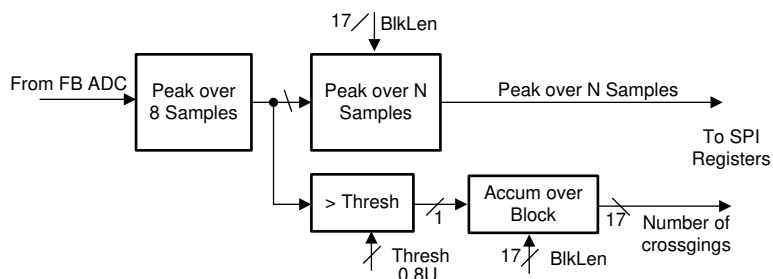 17
BlkLen
From FB ADC
Peak over
8 Samples
Peak over N
Samples
Peak over N Samples
To SPI
Registers
> Thresh
1
Accum over
Block
17
Number of
crossgings
Thresh
0.8U
17
BlkLen